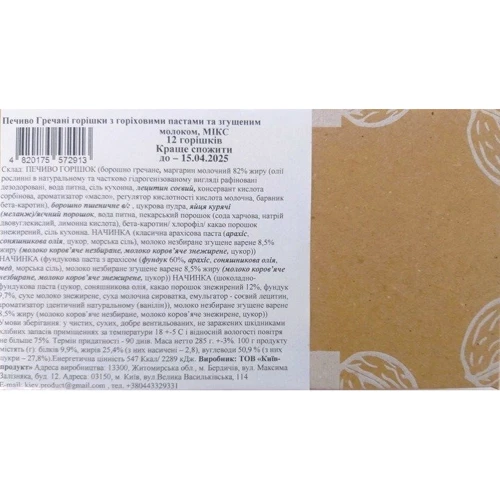 Печиво Гречані горішки з горіховими пастами та згущеним
молоком, МІКС
12 горішків
Краще спожити
до – 15.04.2025
4 820175 572913
Склад: ПЕЧИВО ГОРІШОК (борошно гречане, маргарин молочний 82% жиру (олії
рослинні в натуральному та частково гідрогенізованому вигляді рафіновані
дезодоровані, вода питна, сіль кухонна, лецитин соєвий, консервант кислота
сорбінова, ароматизатор «масло», регулятор кислотності кислота молочна, барвник
бета-каротин), борошно пшеничне в/г , цукрова пудра, яйця курячі
(меланж)/яєчний порошок, вода питна, пекарський порошок (сода харчова, натрій
двовуглекислий, лимонна кислота), бета-каротин/ хлорофіл/ какао порошок
знежирений, сіль кухонна) НАЧИНКА (класична арахісова паста (арахіс,
соняшникова олія, цукор, морська сіль), молоко незбиране згущене варене 8,5%
жиру (молоко коров'яче незбиране, молоко коров'яче знежирене, цукор))
НАЧИНКА (фундукова паста з арахісом (фундук 60%, арахіс, соняшникова олія,
мед, морська сіль), молоко незбиране згущене варене 8,5% жиру (молоко коров'яче
незбиране, молоко коров'яче знежирене, цукор)) НАЧИНКА (шоколадно-
фундукова паста (цукор, соняшникова олія, какао порошок знежирений 12%, фундук
9,7%, сухе молоко знежирене, суха молочна сироватка, емульгатор - соєвий лецитин,
ароматизатор ідентичний натуральному (ванілін)), молоко незбиране згущене варене
8,5% жиру (молоко коров'яче незбиране, молоко коров'яче знежирене, цукор))
Умови зберігання: у чистих, сухих, добре вентильованих, не заражених шкідниками
хлібних запасів приміщеннях за температури 18 +-5 С і відносній вологості повітря
не більше 75%. Термін придатності - 90 днів. Маса нетто 285 г. +-3%. 100 г продукту
містять (г): білків 9,9%, жирів 25,4% (з них насичені – 2,8), вуглеводи 50,9 % (з них
цукри – 27,8%).Енергетична цінність 547 Ккал/ 2289 кДж. Виробник: ТОВ «Київ-
продукт» Адреса виробництва: 13300, Житомирська обл., м. Бердичів, вул. Максима
Залізняка, буд. 12. Адреса: 03150, м. Київ, вул.Велика Васильківська, 114
E-mail: kiev.product@gmail.com , тел. +380443329331